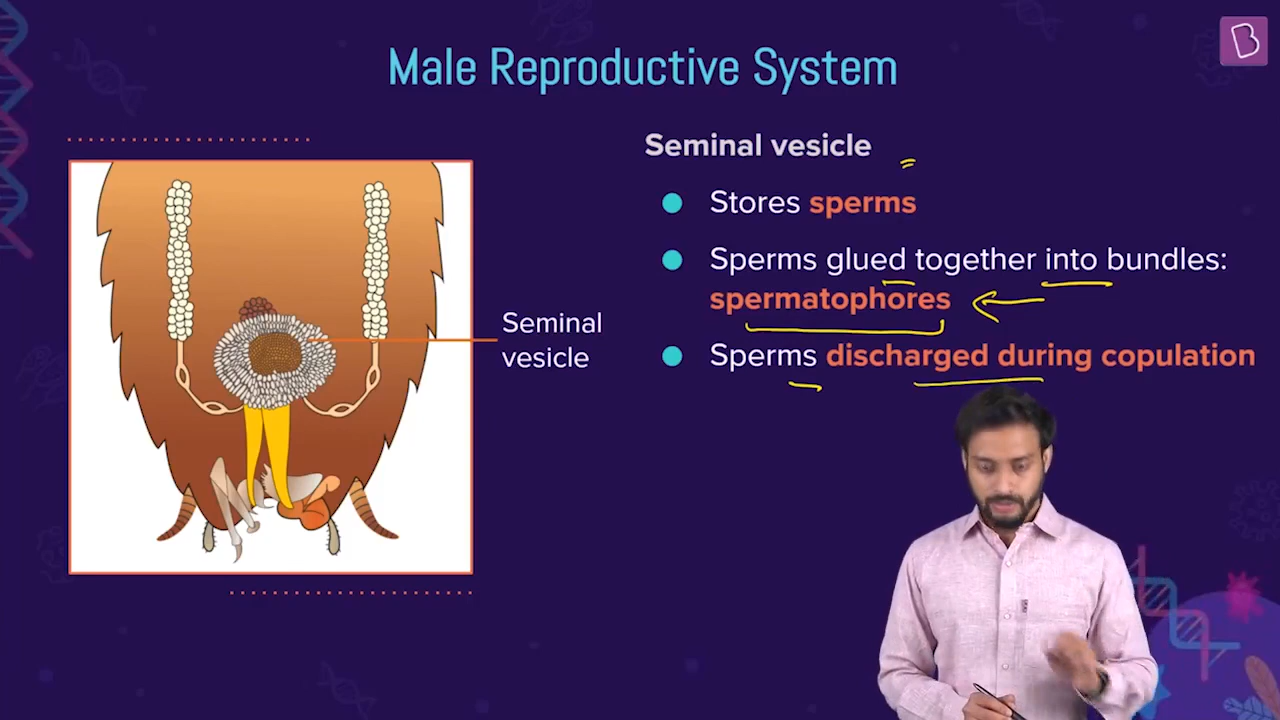 Male Reproductive System
Seminal vesicle
Stores sperms
Sperms glued together into bundles:
spermatophores
Sperms discharged during copulation
Seminal
vesicle
B